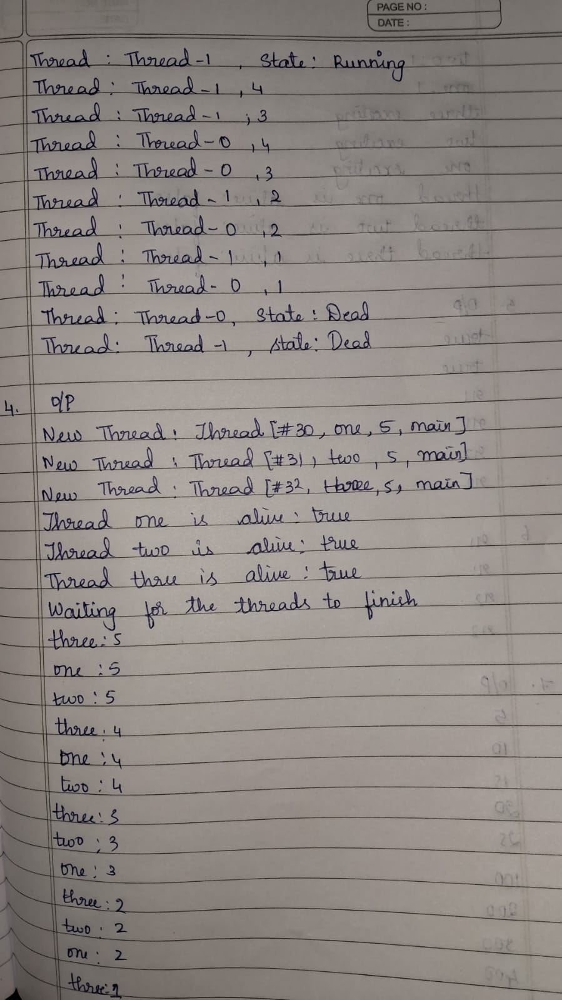 PAGE NO :
DATE :
Thread : Thread-1 , State: Running
Thread : Thread-1 , 4
Thread : Thread-1 , 3
Thread : Thread-0 , 4
Thread : Thread-0 , 3
Thread : Thread-1 , 2
Thread : Thread-0 , 2
Thread : Thread-1 , 1
Thread : Thread-0 , 1
Thread : Thread-0, State : Dead
Thread: Thread-1 , state: Dead
4. O/P
New Thread: Thread [#30, one, 5, main]
New Thread : Thread [#31, two, 5, main]
New Thread : Thread [#32, three, 5, main]
Thread one is alive: true
Thread two is alive: true
Thread three is alive : true
Waiting for the threads to finish
three: 5
one : 5
two : 5
three: 4
one : 4
two : 4
three: 3
two : 3
one : 3
three : 2
two : 2
one : 2
three: 1